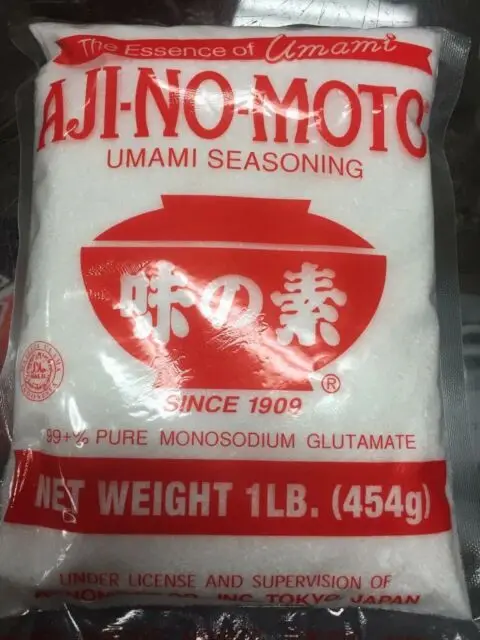 The Essence of Umami
AJI-NO-MOTO
UMAMI SEASONING
味の素
®
SINCE 1909
99+% PURE MONOSODIUM GLUTAMATE
NET WEIGHT 1LB. (454g)
UNDER LICENSE AND SUPERVISION OF
INC. TOKYO JAPAN